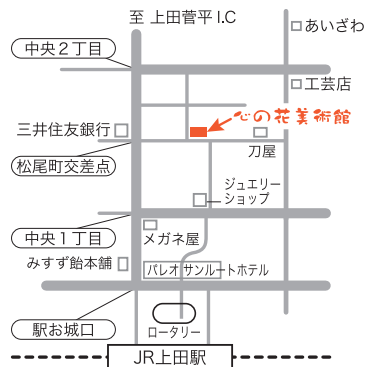 至 上田菅平 I.C
あいざわ
中央２丁目
工芸店
心の花美術館
三井住友銀行
刀屋
松尾町交差点
ジュエリー
ショップ
中央１丁目
メガネ屋
みすず飴本舗
パレオ サンルートホテル
駅お城口
ロータリー
JR上田駅